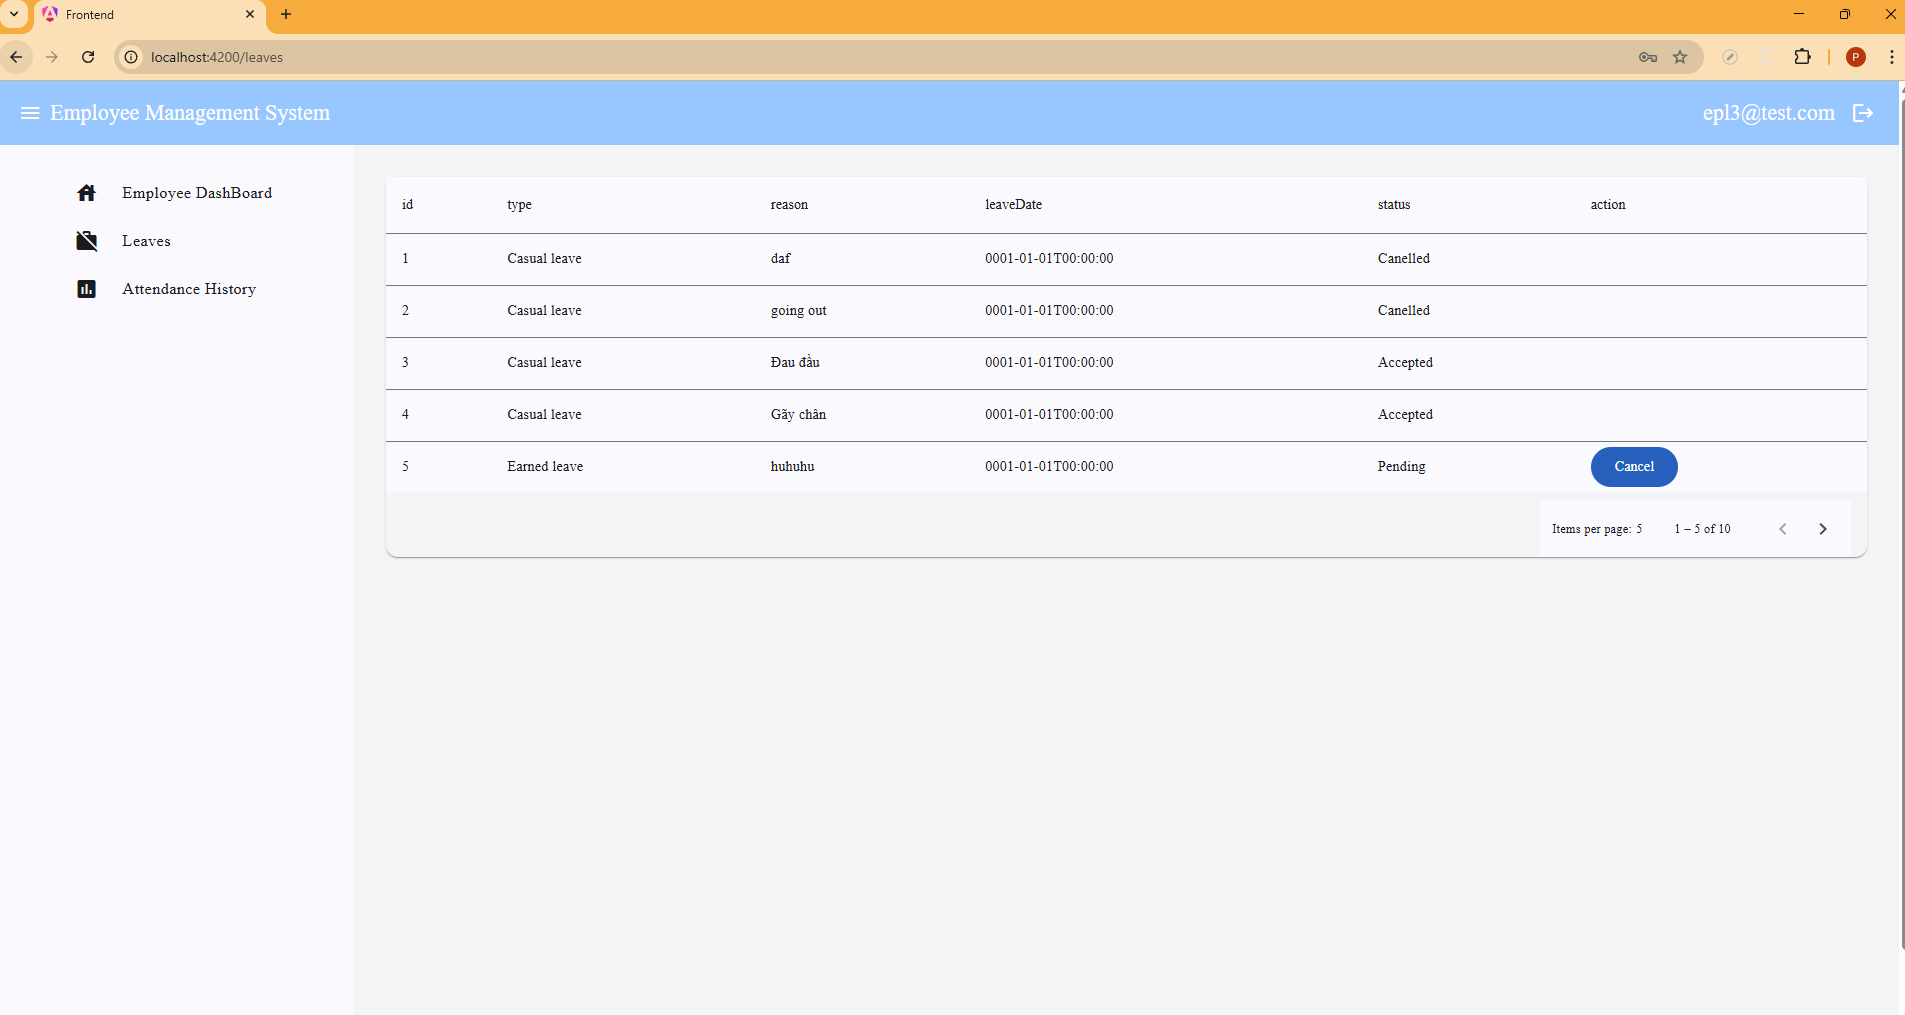 Frontend
localhost:4200/leaves
P
Employee Management System
epl3@test.com
Employee DashBoard
Leaves
Attendance History
id type reason leaveDate status action
1 Casual leave daf 0001-01-01T00:00:00 Canelled
2 Casual leave going out 0001-01-01T00:00:00 Canelled
3 Casual leave Đau đầu 0001-01-01T00:00:00 Accepted
4 Casual leave Gãy chân 0001-01-01T00:00:00 Accepted
5 Earned leave huhuhu 0001-01-01T00:00:00 Pending Cancel
Items per page: 5 1 – 5 of 10